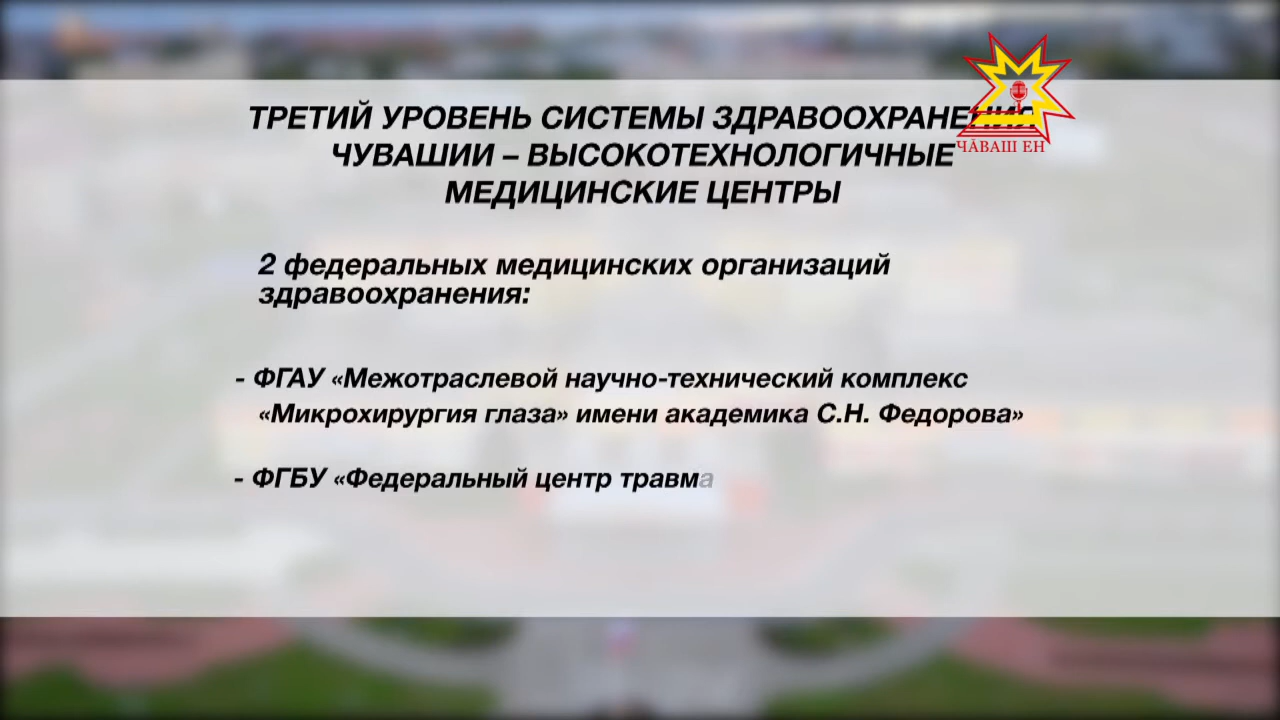 ТРЕТИЙ УРОВЕНЬ СИСТЕМЫ ЗДРАВООХРАНЕНИЯ
ЧУВАШИИ – ВЫСОКОТЕХНОЛОГИЧНЫЕ
МЕДИЦИНСКИЕ ЦЕНТРЫ
ЧӐВАШ ЕН
2 федеральных медицинских организаций
здравоохранения:
- ФГАУ «Межотраслевой научно-технический комплекс
«Микрохирургия глаза» имени академика С.Н. Федорова»
- ФГБУ «Федеральный центр травма